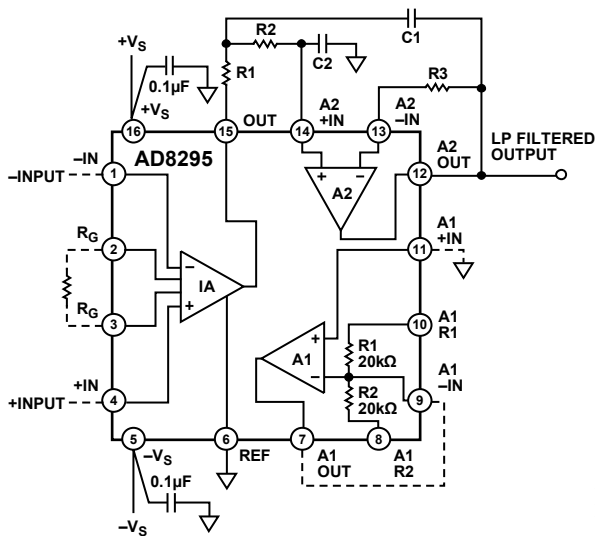 C1
R2
+VS
C2
R1
R3
0.1µF
+VS
OUT
A2
+IN
A2
–IN
16
15
14
13
AD8295
LP FILTERED
OUTPUT
A2
OUT
12
–IN
–INPUT
1
+
–
A2
A1
+IN
11
RG
2
–
IA
+
RG
3
10
A1
R1
+
A1
–
R1
20kΩ
R2
20kΩ
A1
–IN
9
+IN
+INPUT
4
5
6
7
8
–VS
REF
A1
OUT
A1
R2
0.1µF
–VS